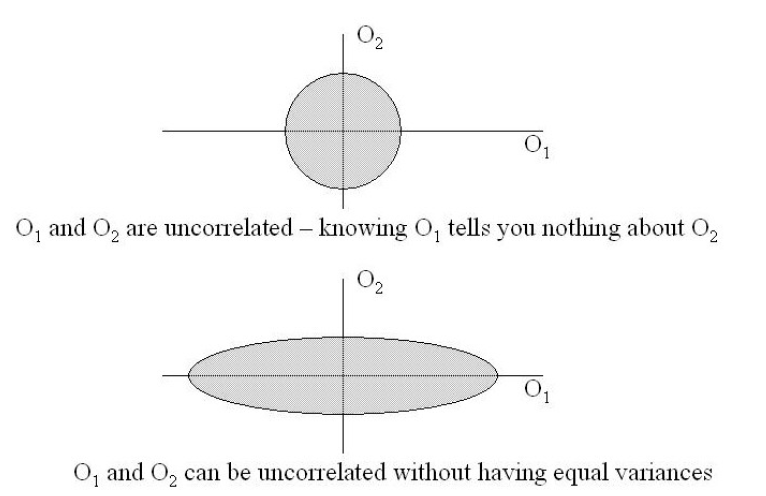 O₂
O₁
O₁ and O₂ are uncorrelated – knowing O₁ tells you nothing about O₂
O₂
O₁
O₁ and O₂ can be uncorrelated without having equal variances